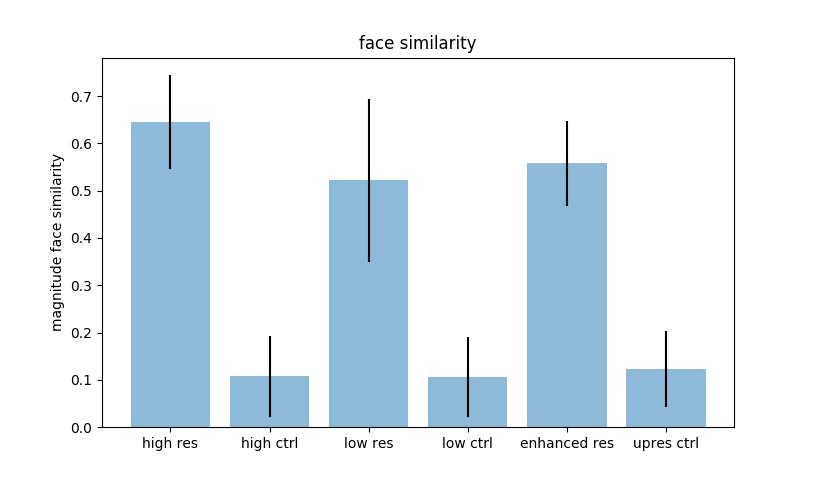 face similarity
magnitude face similarity
0.7
0.6
0.5
0.4
0.3
0.2
0.1
0.0
high res
high ctrl
low res
low ctrl
enhanced res
upres ctrl